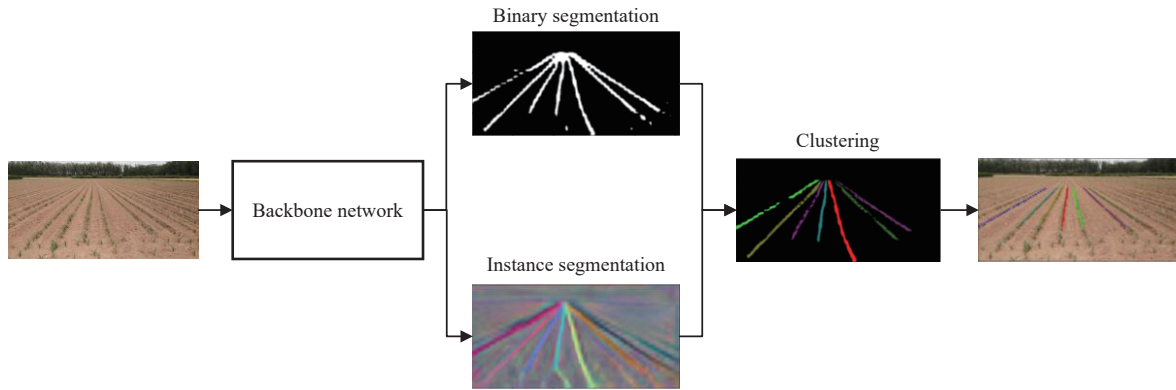 Binary segmentation
Clustering
Backbone network
Instance segmentation